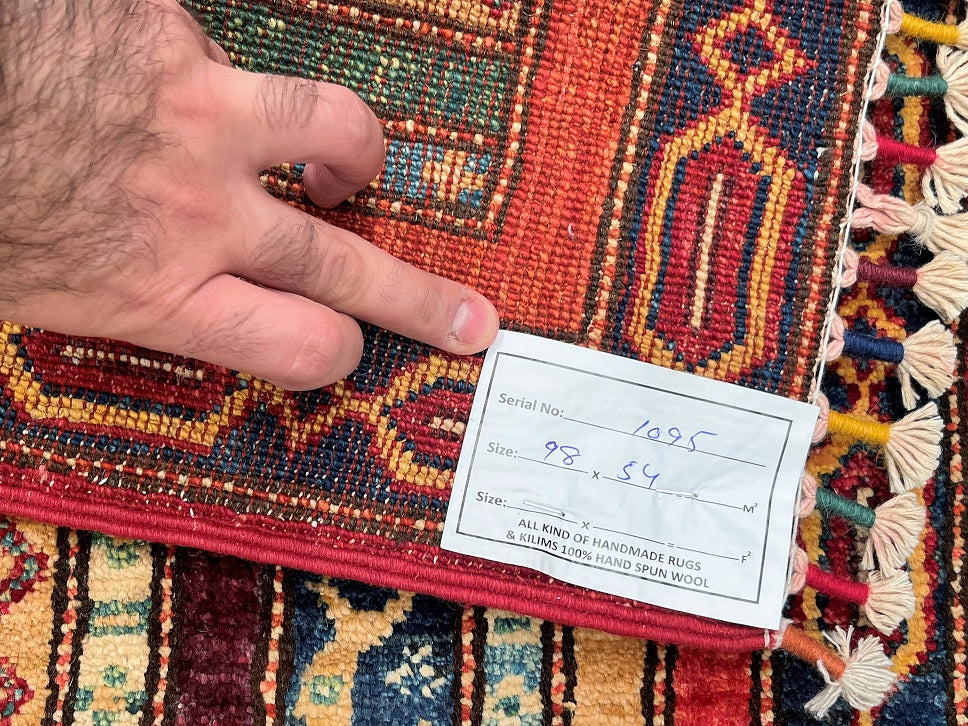 Serial No: 1095
Size: 98 x 54 M²
Size: x = F²
ALL KIND OF HANDMADE RUGS
& KILIMS 100% HAND SPUN WOOL